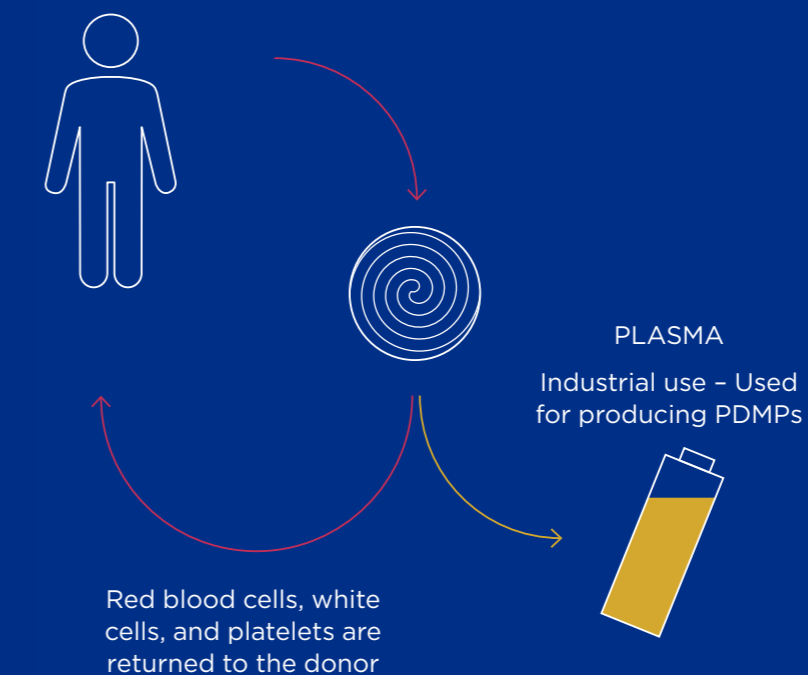 PLASMA
Industrial use – Used
for producing PDMPs
Red blood cells, white
cells, and platelets are
returned to the donor